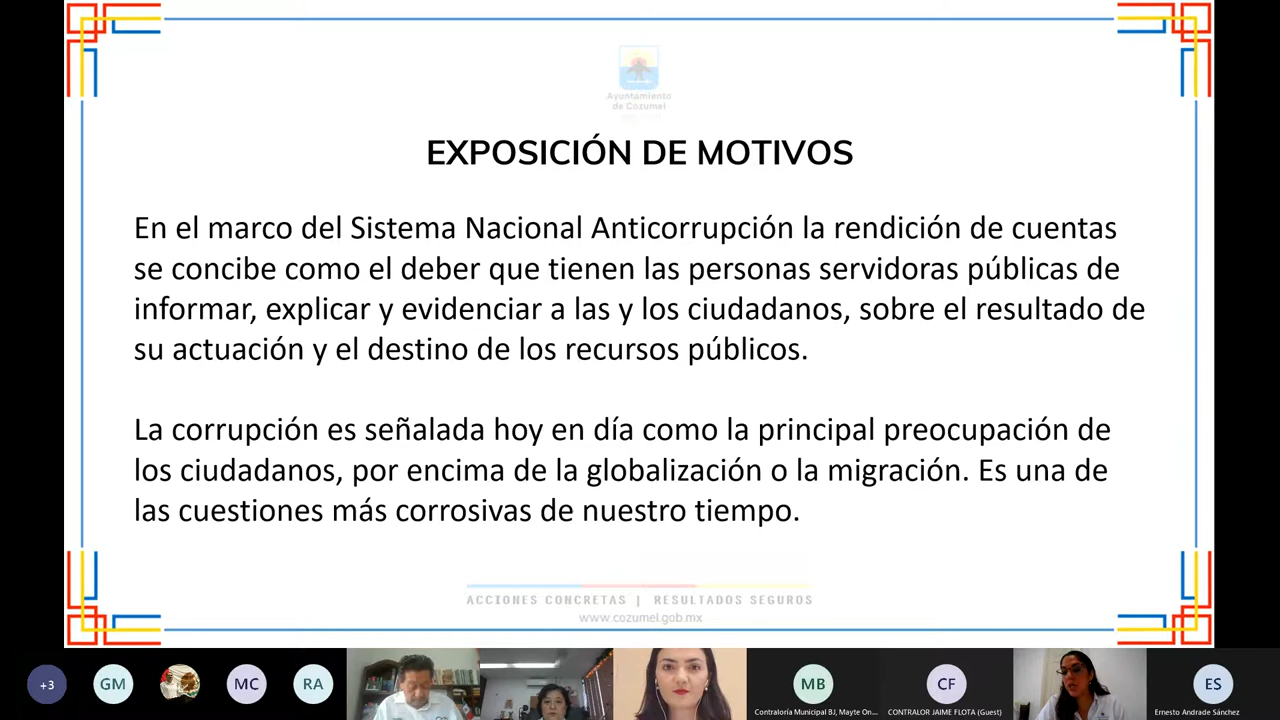 Ayuntamiento
de Cozumel
EXPOSICIÓN DE MOTIVOS
En el marco del Sistema Nacional Anticorrupción la rendición de cuentas
se concibe como el deber que tienen las personas servidoras públicas de
informar, explicar y evidenciar a las y los ciudadanos, sobre el resultado de
su actuación y el destino de los recursos públicos.
La corrupción es señalada hoy en día como la principal preocupación de
los ciudadanos, por encima de la globalización o la migración. Es una de
las cuestiones más corrosivas de nuestro tiempo.
ACCIONES CONCRETAS | RESULTADOS SEGUROS
www.cozumel.gob.mx
+3
GM
MC
RA
MB
CF
ES
Contraloría Municipal BJ, Mayte On...
CONTRALOR JAIME FLOTA (Guest)
Ernesto Andrade Sánchez